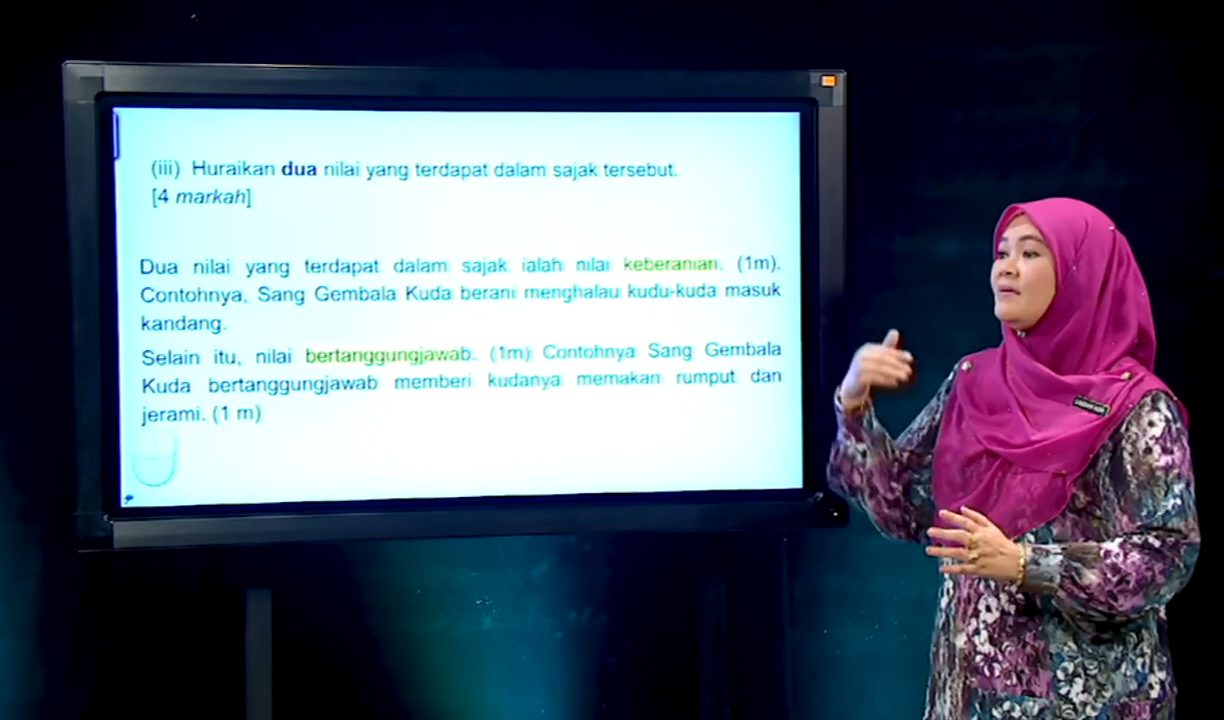 (iii) Huraikan dua nilai yang terdapat dalam sajak tersebut.
[4 markah]
Dua nilai yang terdapat dalam sajak ialah nilai keberanian. (1m).
Contohnya, Sang Gembala Kuda berani menghalau kudu-kuda masuk
kandang.
Selain itu, nilai bertanggungjawab. (1m) Contohnya Sang Gembala
Kuda bertanggungjawab memberi kudanya memakan rumput dan
jerami. (1 m)